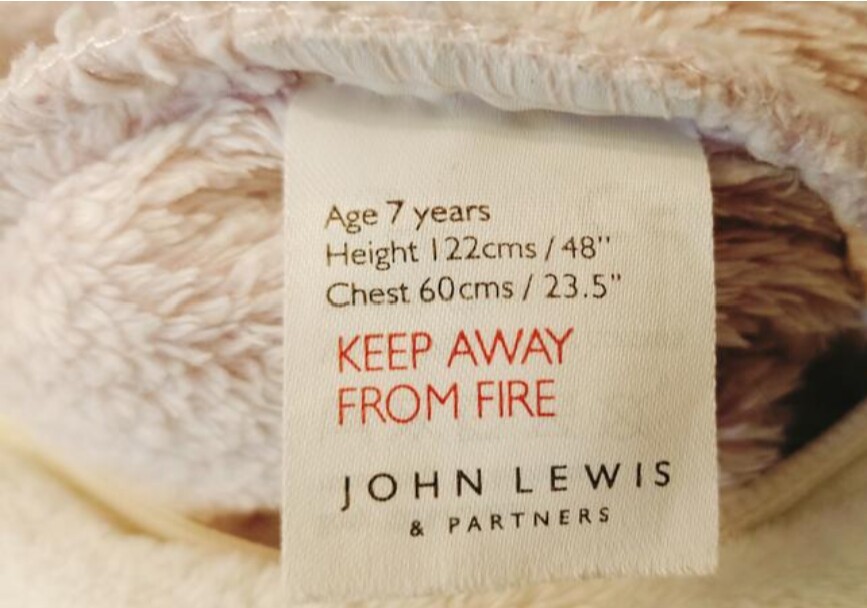 Age 7 years
Height 122cms / 48"
Chest 60cms / 23.5"
KEEP AWAY
FROM FIRE
JOHN LEWIS
& PARTNERS